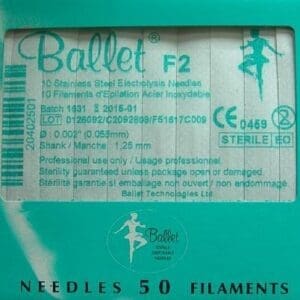 Ballet® F2
10 Stainless Steel Electrolysis Needles
10 Filaments d'Epilation Acier Inoxydable
Batch 1631 2015-01
LOT 0126092/C2092809/F51617C009
Ø: 0.002" (0.055mm)
Shank / Manche : 1,25 mm
CE 0459 2
STERILE EO
Professional use only / Usage professionnel
Sterility guaranteed unless package open or damaged
Sterilité garantie si emballage non ouvert / non endommagé
Ballet Technologies Ltd
20402501
Ballet
NEEDLES 50 FILAMENTS